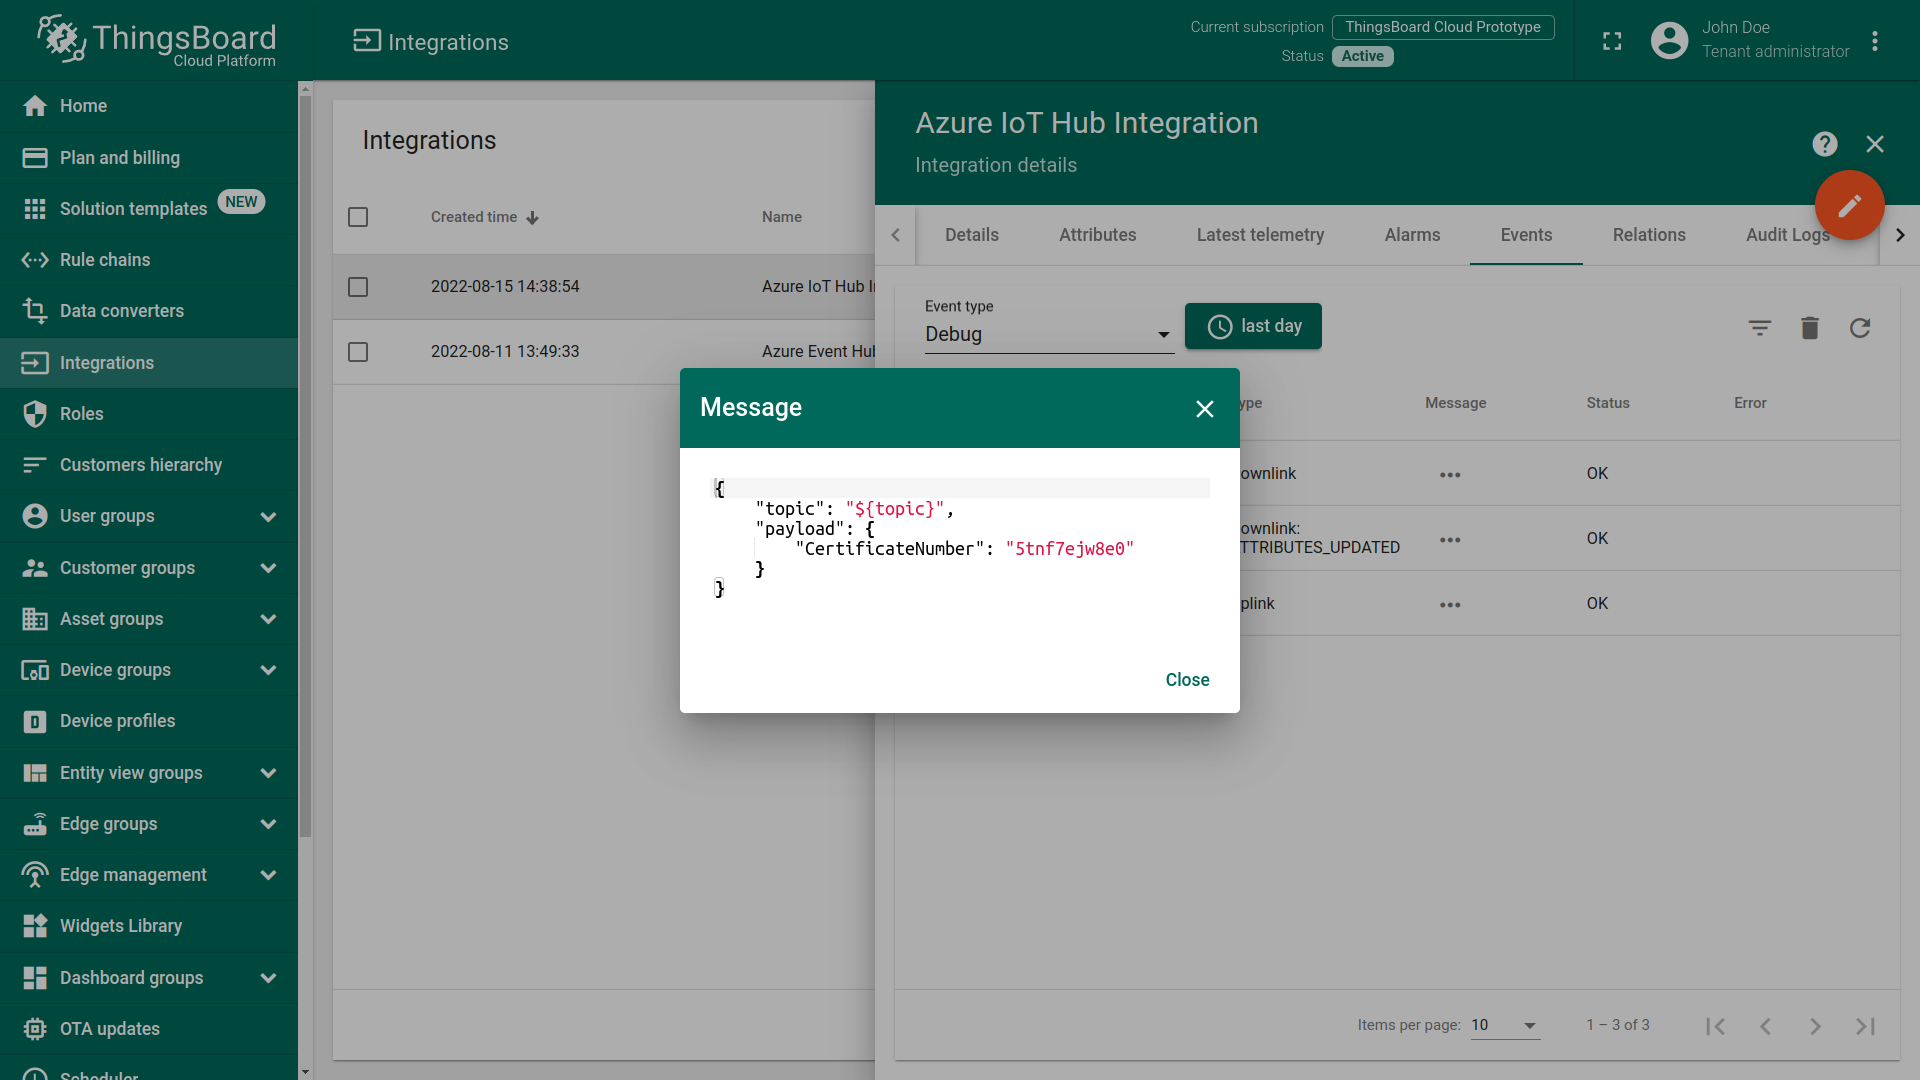 ThingsBoard
Cloud Platform
Integrations
Current subscription
ThingsBoard Cloud Prototype
Status
Active
John Doe
Tenant administrator
Home
Plan and billing
Solution templates
NEW
Rule chains
Data converters
Integrations
Roles
Customers hierarchy
User groups
Customer groups
Asset groups
Device groups
Device profiles
Entity view groups
Edge groups
Edge management
Widgets Library
Dashboard groups
OTA updates
Scheduler
Integrations
Created time
Name
2022-08-15 14:38:54
Azure IoT Hub I
2022-08-11 13:49:33
Azure Event Hub
Azure IoT Hub Integration
Integration details
Details
Attributes
Latest telemetry
Alarms
Events
Relations
Audit Logs
Event type
Debug
last day
ype
Message
Status
Error
ownlink
OK
ownlink:
TTRIBUTES_UPDATED
OK
plink
OK
Items per page:
10
1 – 3 of 3
Message
{
"topic": "${topic}",
"payload": {
"CertificateNumber": "5tnf7ejw8e0"
}
}
Close